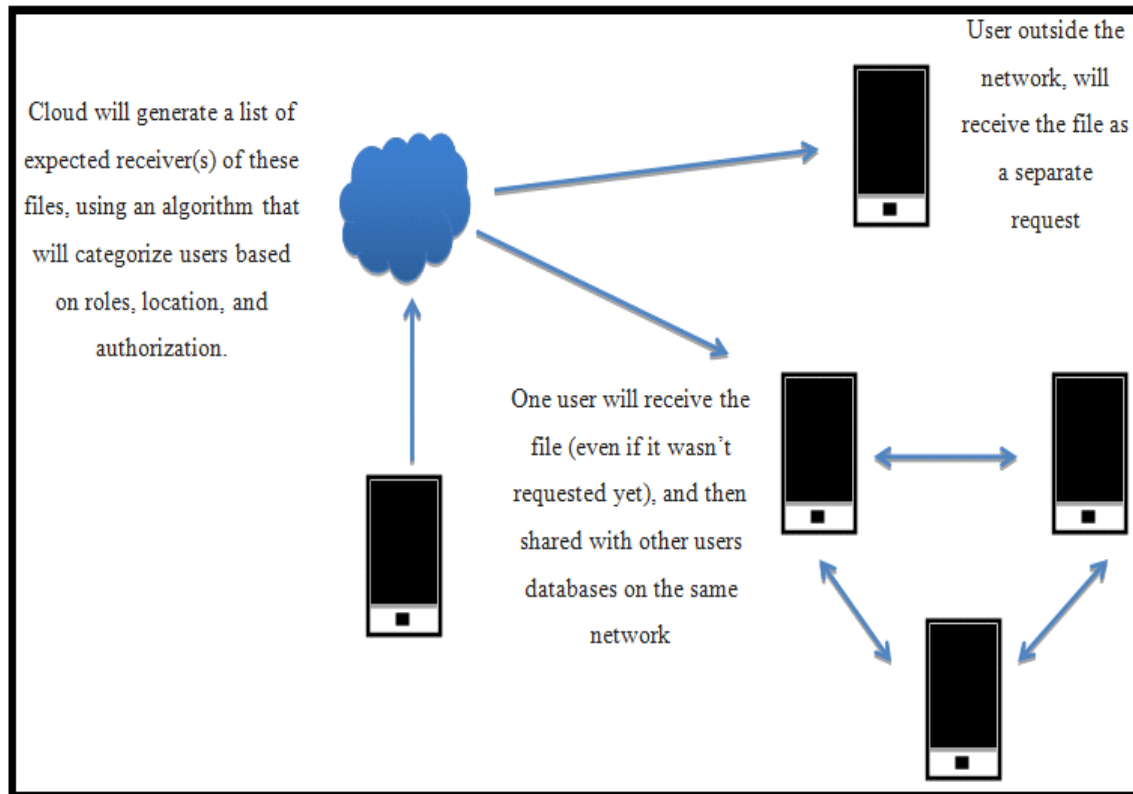 Cloud will generate a list of
expected receiver(s) of these
files, using an algorithm that
will categorize users based
on roles, location, and
authorization.
User outside the
network, will
receive the file as
a separate
request
One user will receive the
file (even if it wasn’t
requested yet), and then
shared with other users
databases on the same
network